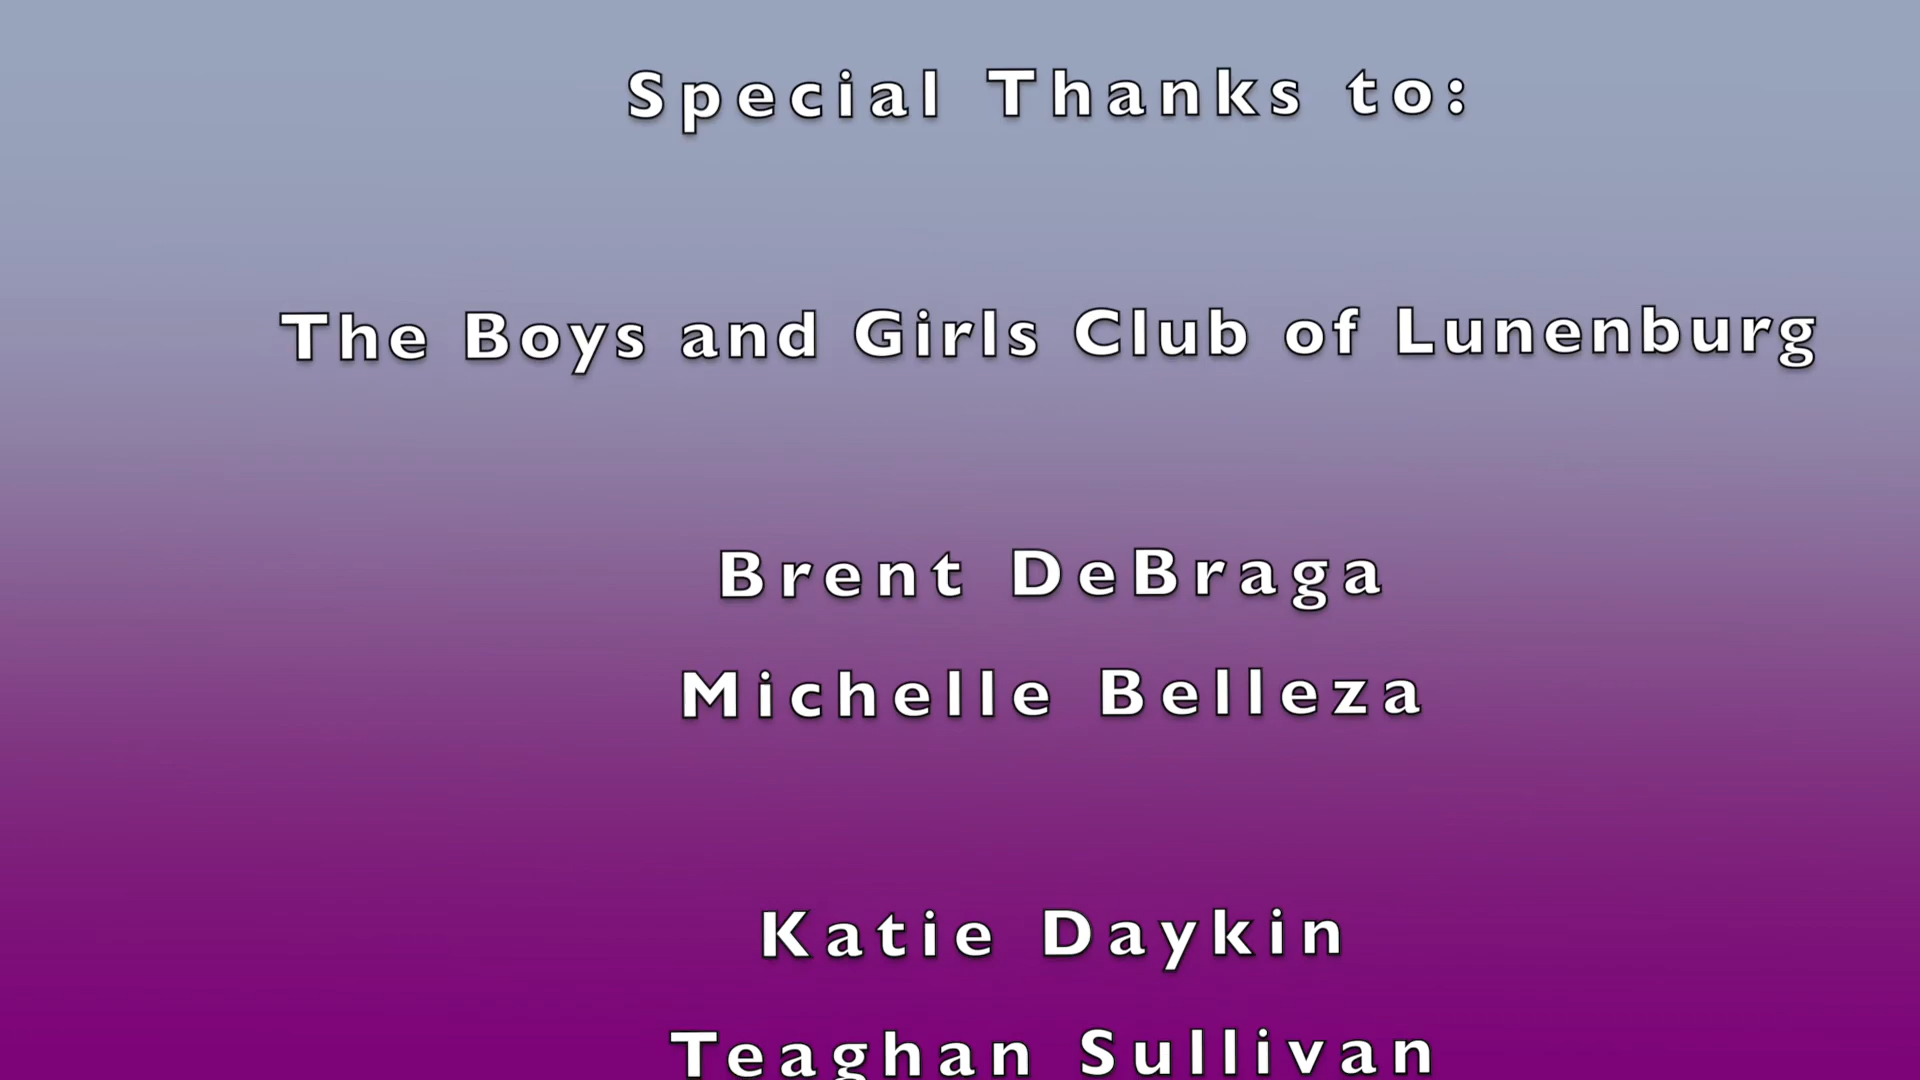 Special Thanks to:
The Boys and Girls Club of Lunenburg
Brent DeBraga
Michelle Belleza
Katie Daykin
Teaghan Sullivan